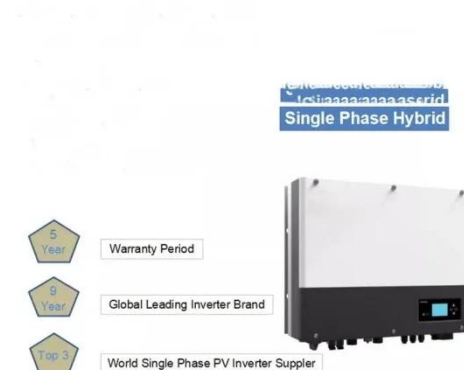 Single Phase Hybrid
5
Year
Warranty Period
9
Year
Global Leading Inverter Brand
Top 3
World Single Phase PV Inverter Suppler